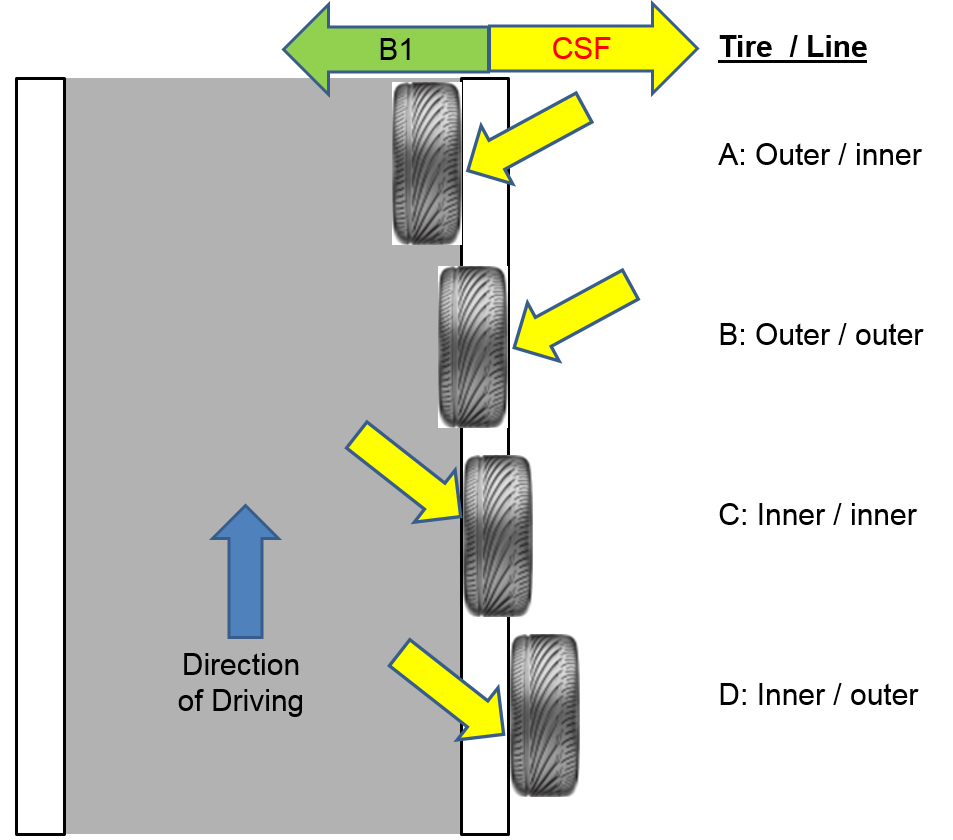 B1
CSF
Tire / Line
A: Outer / inner
B: Outer / outer
C: Inner / inner
D: Inner / outer
Direction
of Driving